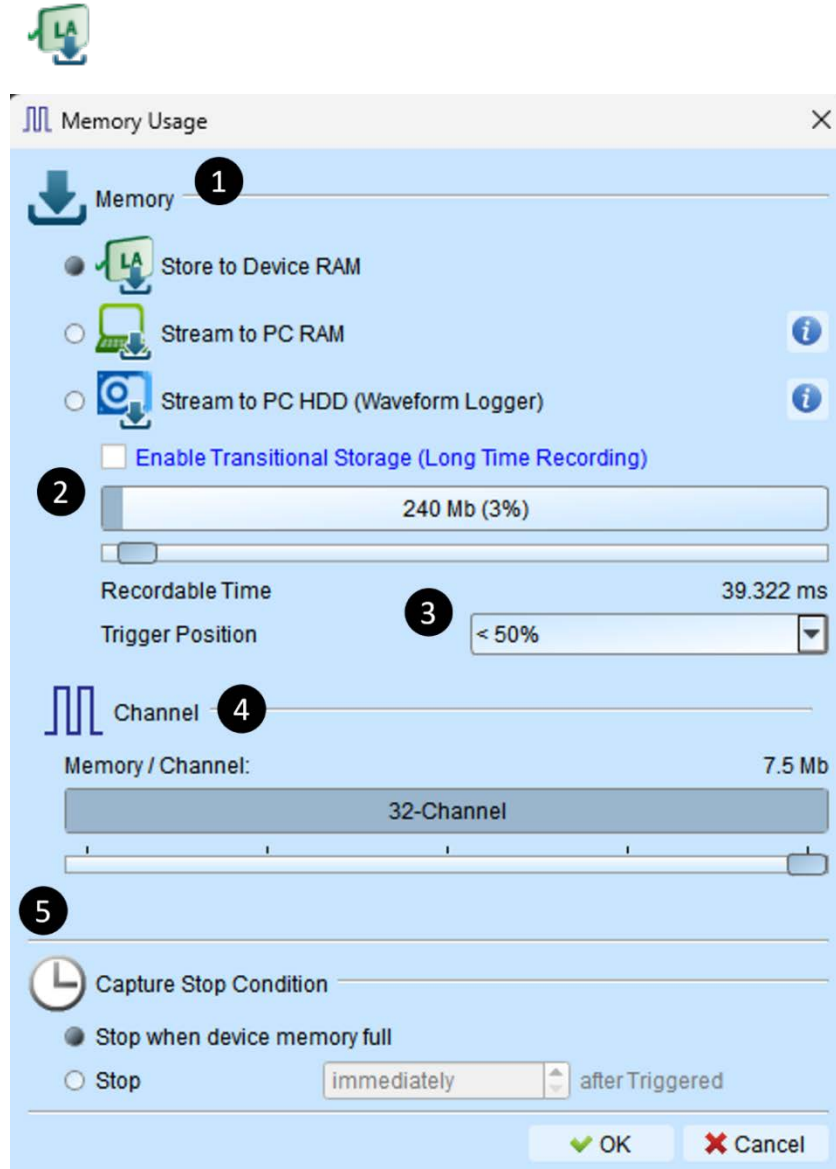 LA
Memory Usage
1
Memory
LA
Store to Device RAM
Stream to PC RAM
i
Stream to PC HDD (Waveform Logger)
i
Enable Transitional Storage (Long Time Recording)
2
240 Mb (3%)
Recordable Time 39.322 ms
3
Trigger Position < 50%
Channel 4
Memory / Channel: 7.5 Mb
32-Channel
5
Capture Stop Condition
Stop when device memory full
Stop immediately after Triggered
OK Cancel